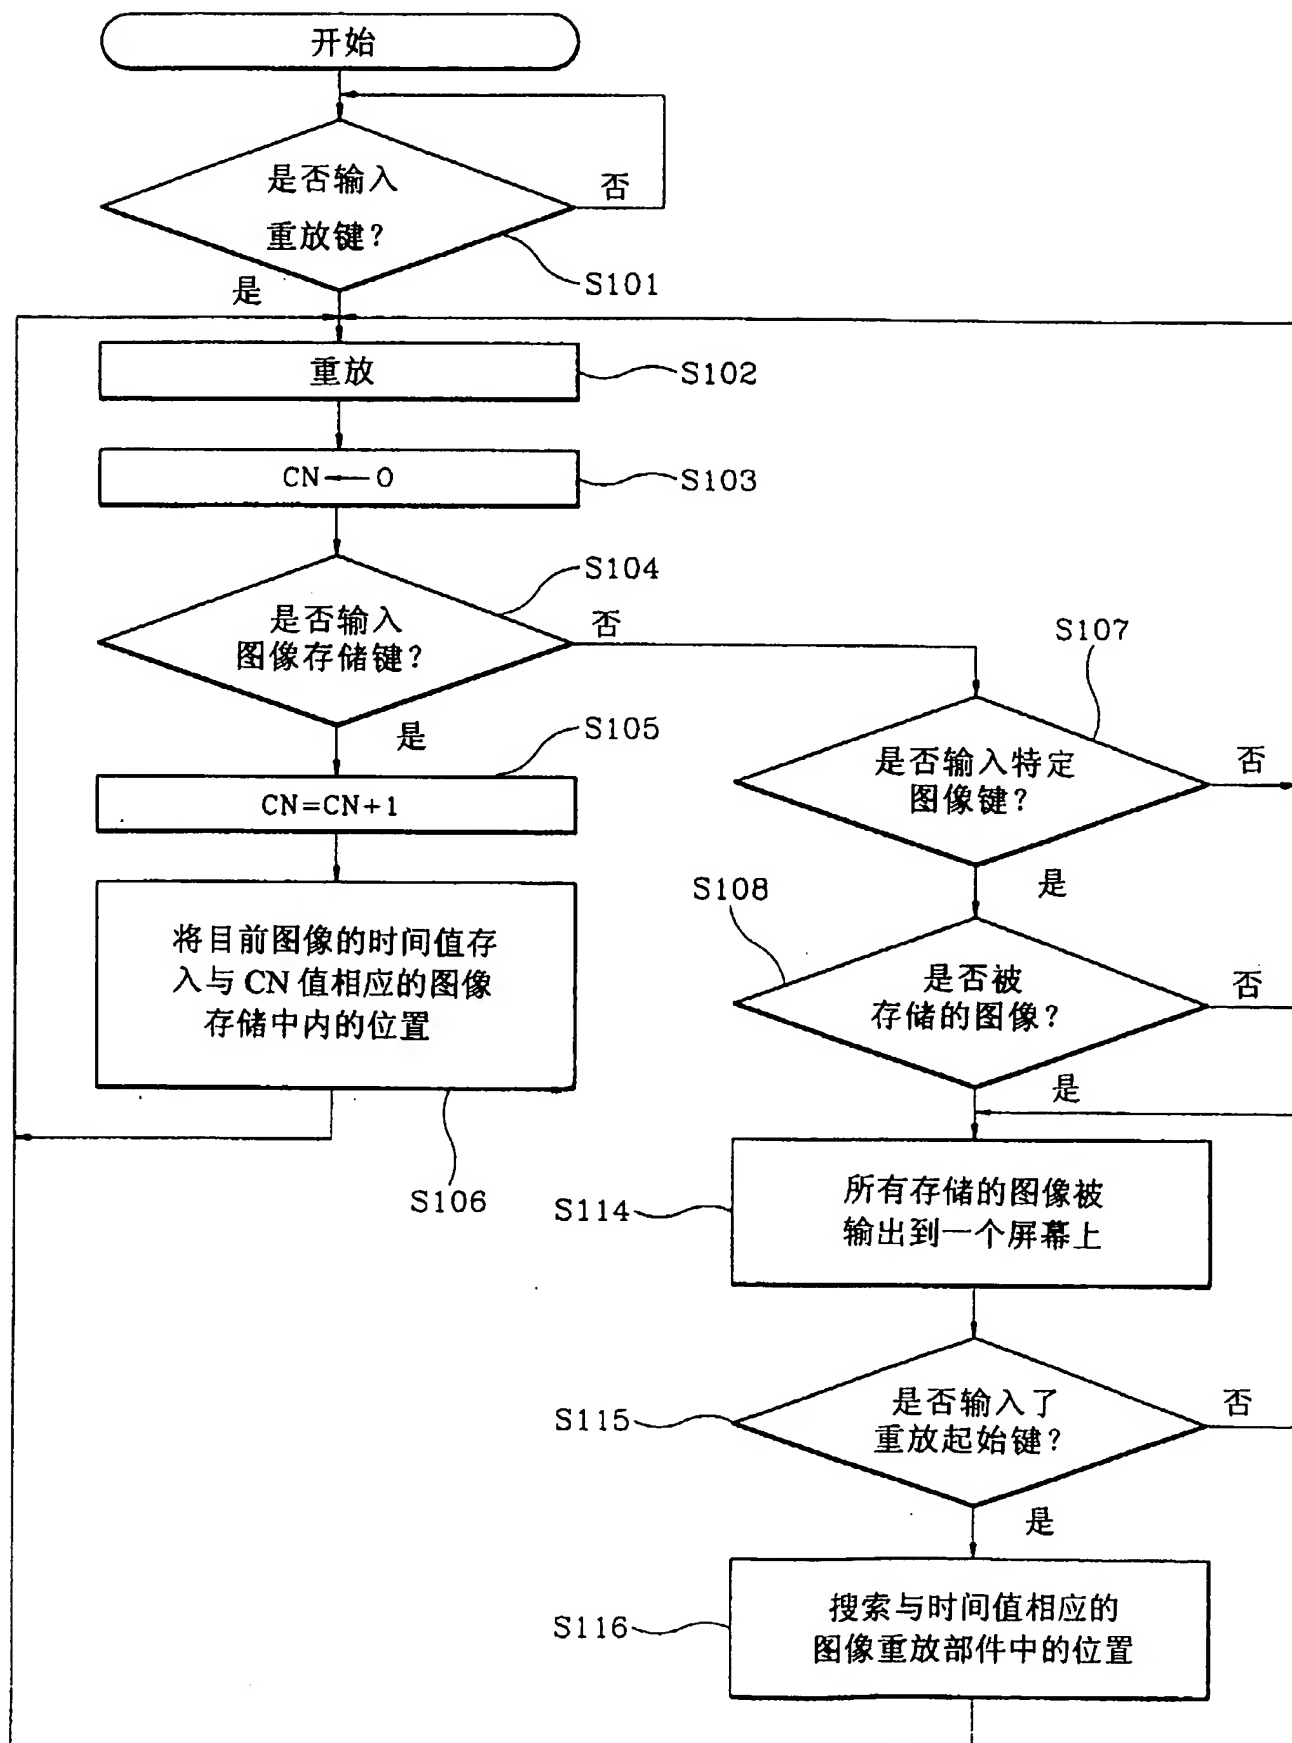 开始
是否输入
重放键?
否
S101
是
重放
S102
CN←0
S103
S104
是否输入
图像存储键?
否
是
S105
CN=CN+1
将目前图像的时间值存
入与CN值相应的图像
存储中内的位置
S106
S107
是否输入特定
图像键?
否
是
S108
是否被
存储的图像?
否
是
S114
所有存储的图像被
输出到一个屏幕上
S115
是否输入了
重放起始键?
否
是
S116
搜索与时间值相应的
图像重放部件中的位置